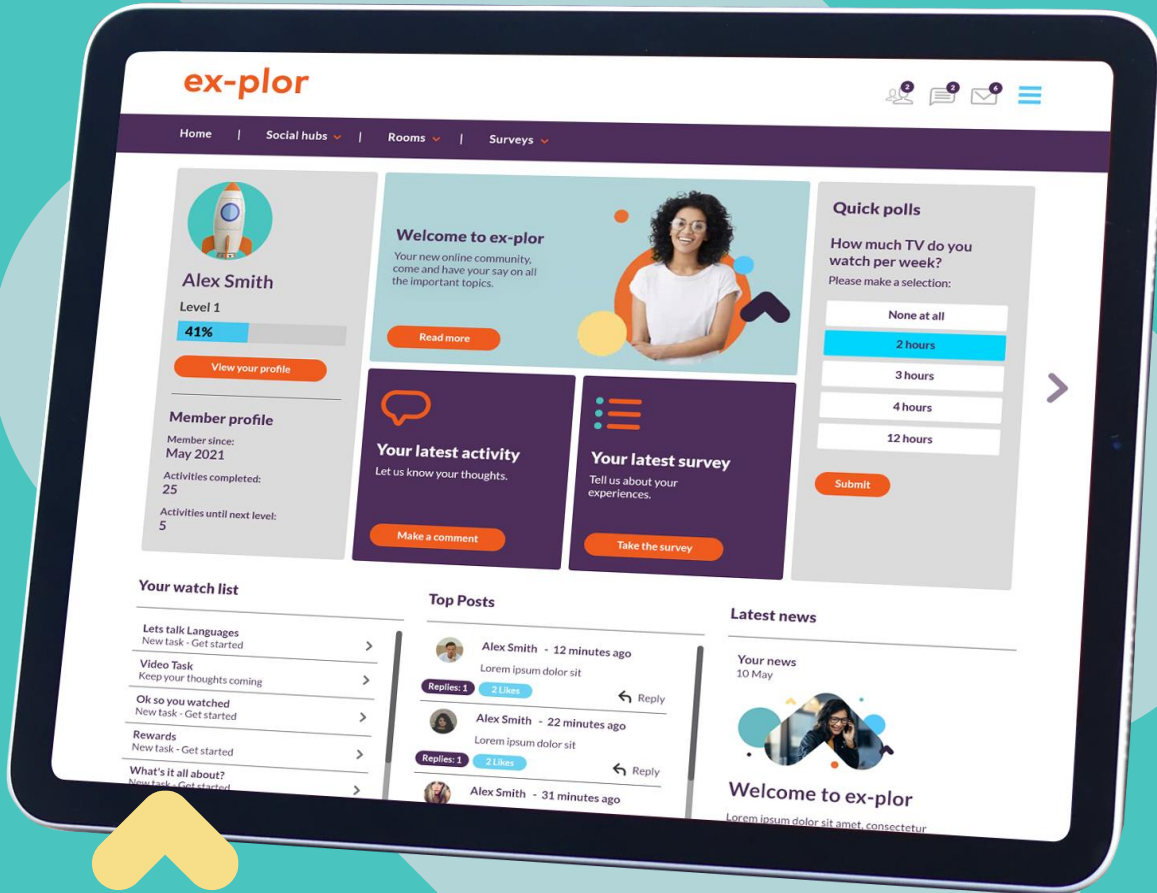 ex-plor
2
2
6
Home | Social hubs | Rooms | Surveys
Alex Smith
Level 1
41%
View your profile
Member profile
Member since:
May 2021
Activities completed:
25
Activities until next level:
5
Welcome to ex-plor
Your new online community,
come and have your say on all
the important topics.
Read more
Your latest activity
Let us know your thoughts.
Make a comment
Your latest survey
Tell us about your
experiences.
Take the survey
Quick polls
How much TV do you
watch per week?
Please make a selection:
None at all
2 hours
3 hours
4 hours
12 hours
Submit
Your watch list
Lets talk Languages
New task - Get started
Video Task
Keep your thoughts coming
Ok so you watched
New task - Get started
Rewards
New task - Get started
What's it all about?
New task - Get started
Top Posts
Alex Smith - 12 minutes ago
Lorem ipsum dolor sit
Replies: 1 2 Likes Reply
Alex Smith - 22 minutes ago
Lorem ipsum dolor sit
Replies: 1 2 Likes Reply
Alex Smith - 31 minutes ago
Latest news
Your news
10 May
Welcome to ex-plor
Lorem ipsum dolor sit amet, consectetur